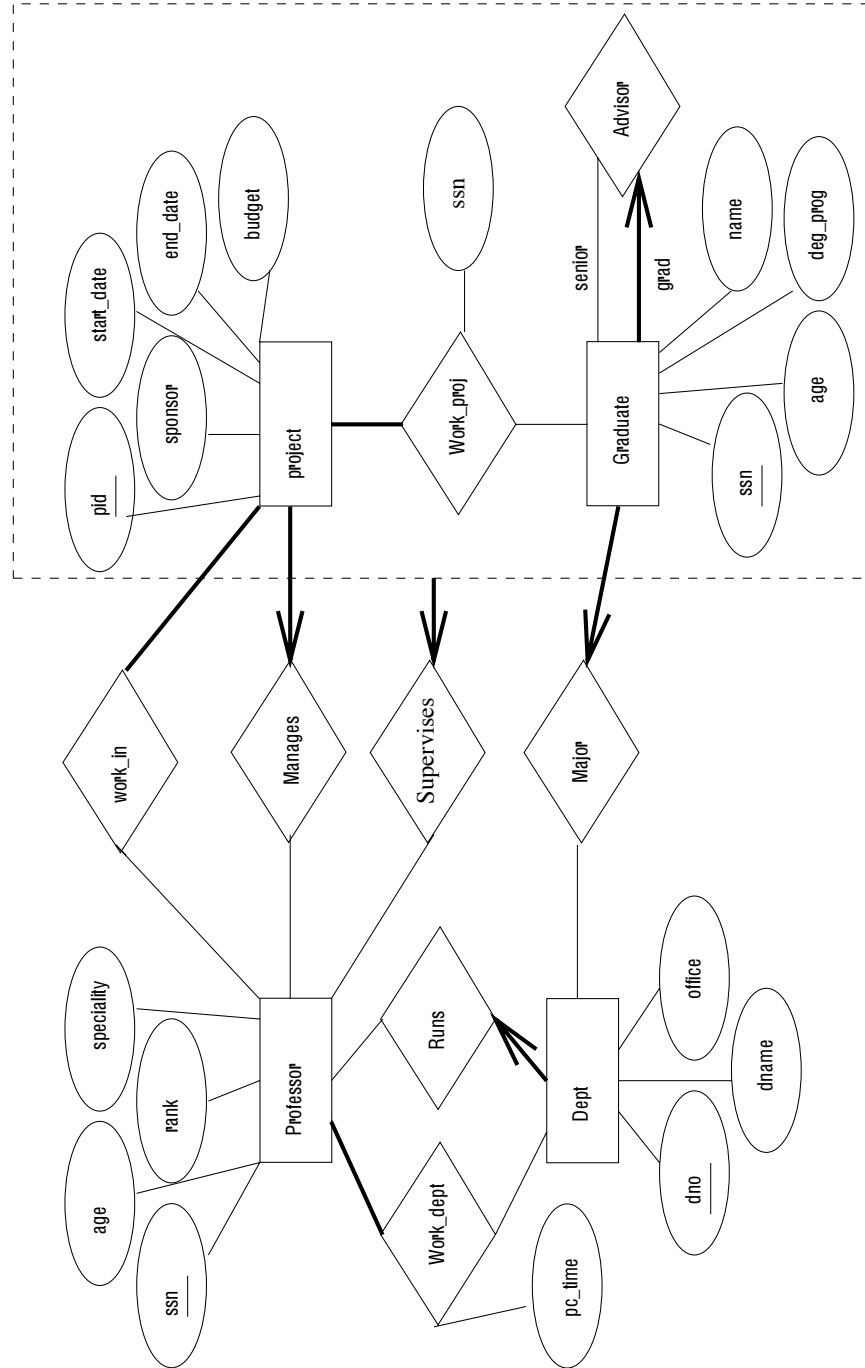 ssn
age
rank
speciality
Professor
work_in
Manages
Supervises
pid
sponsor
start_date
end_date
budget
project
ssn
Work_proj
Work_dept
pc_time
Runs
Dept
dno
dname
office
Major
Graduate
senior
grad
Advisor
ssn
age
deg_prog
name